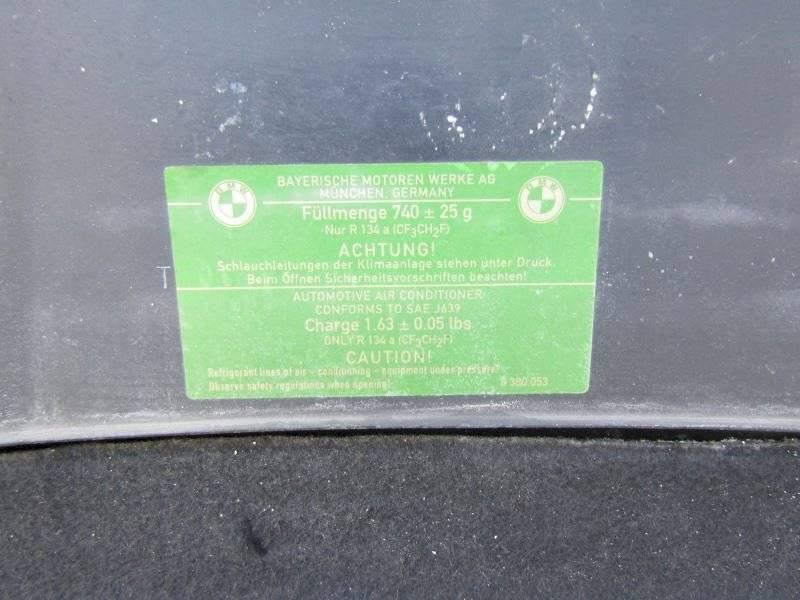 BAYERISCHE MOTOREN WERKE AG
MÜNCHEN, GERMANY
BMW
BMW
Füllmenge 740 ± 25 g
Nur R 134 a (CF₃CH₂F)
ACHTUNG!
Schlauchleitungen der Klimaanlage stehen unter Druck.
Beim Öffnen Sicherheitsvorschriften beachten!
T
AUTOMOTIVE AIR CONDITIONER
CONFORMS TO SAE J639
Charge 1.63 ± 0.05 lbs
ONLY R 134 a (CF₃CH₂F)
CAUTION!
Refrigerant lines of air - conditioning - equipment under pressure!
Observe safety regulations when opening!
8 380 053